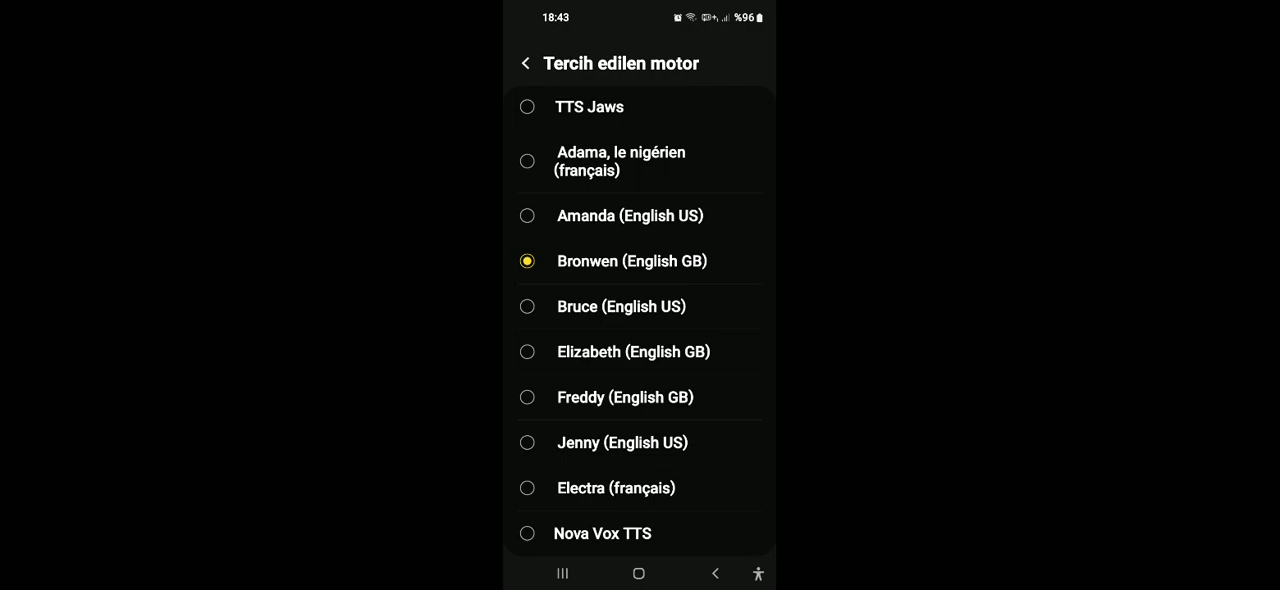 18:43
%96
Tercih edilen motor
TTS Jaws
Adama, le nigérien
(français)
Amanda (English US)
Bronwen (English GB)
Bruce (English US)
Elizabeth (English GB)
Freddy (English GB)
Jenny (English US)
Electra (français)
Nova Vox TTS